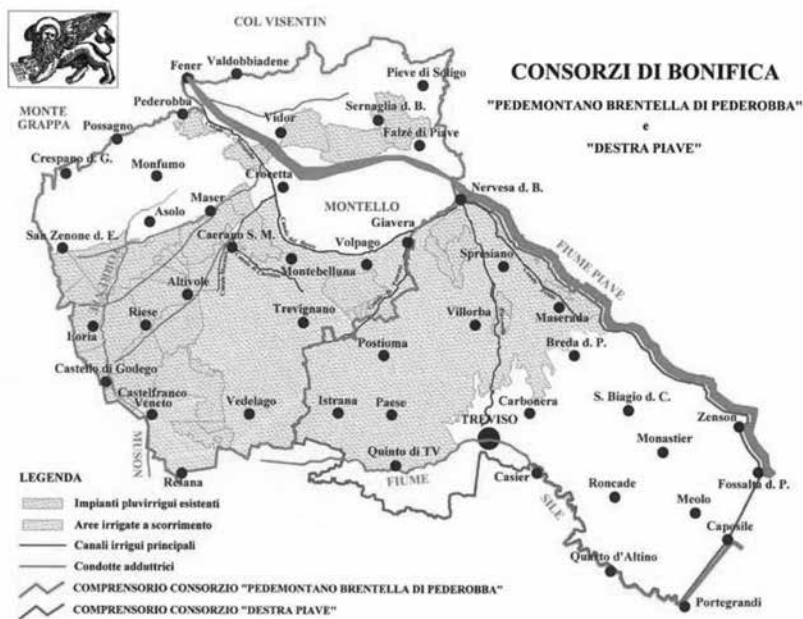 COL VISENTIN
Fener
Valdobbiadene
Pieve di Soligo
CONSORZI DI BONIFICA
"PEDEMONTANO BRENTELLA DI PEDEROBBA"
e
"DESTRA PIAVE"
MONTE
GRAPPA
Pederobba
Possagno
Vidor
Sernaglia d. B.
Falzé di Piave
Crespano d. G.
Monfumo
Crocetta
Nervesa d. B.
Maser
Asolo
MONTELLO
Giavera
San Zenone d. E.
Caerano S. M.
Volpago
Montebelluna
Spresiano
FIUME PIAVE
Altivole
Riese
Trevignano
Villorba
Maserada
Loria
Postioma
Breda d. P.
Castello di Godego
Castelfranco
Veneto
Vedelago
Istrana
Paese
Carbonera
S. Biagio d. C.
TREVISO
Zenson
Monastier
MUSON
Quinto di TV
Resana
FIUME
Casier
SILE
Roncade
Fossalta d. P.
Meolo
Caposile
Quarto d'Altino
Portegrandi
LEGENDA
Impianti pluvirrigui esistenti
Aree irrigate a scorrimento
Canali irrigui principali
Condotte adduttrici
COMPRENSORIO CONSORZIO "PEDEMONTANO BRENTELLA DI PEDEROBBA"
COMPRENSORIO CONSORZIO "DESTRA PIAVE"